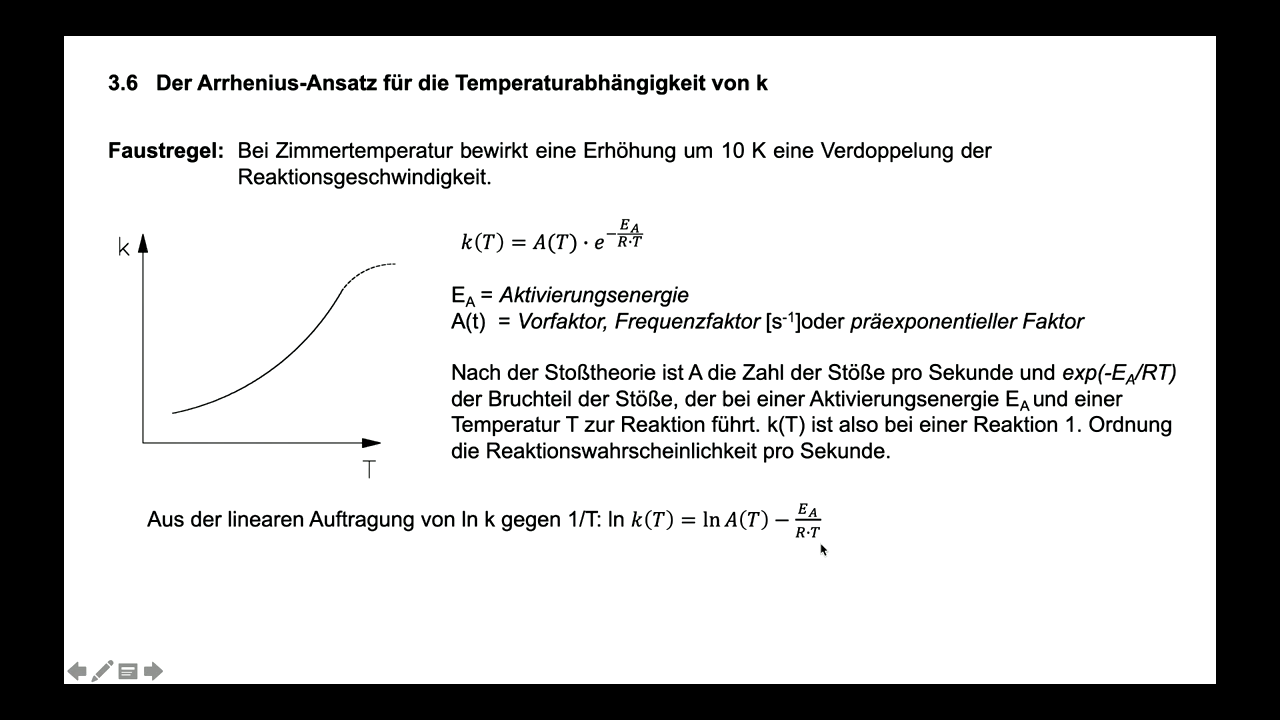 3.6 Der Arrhenius-Ansatz für die Temperaturabhängigkeit von k
Faustregel: Bei Zimmertemperatur bewirkt eine Erhöhung um 10 K eine Verdoppelung der
Reaktionsgeschwindigkeit.
k
T
k(T) = A(T) · e^{-\frac{E_A}{R·T}}
E_A = Aktivierungsenergie
A(t) = Vorfaktor, Frequenzfaktor [s⁻¹]oder präexponentieller Faktor
Nach der Stoßtheorie ist A die Zahl der Stöße pro Sekunde und exp(-E_A/RT)
der Bruchteil der Stöße, der bei einer Aktivierungsenergie E_A und einer
Temperatur T zur Reaktion führt. k(T) ist also bei einer Reaktion 1. Ordnung
die Reaktionswahrscheinlichkeit pro Sekunde.
Aus der linearen Auftragung von ln k gegen 1/T: ln k(T) = ln A(T) − \frac{E_A}{R·T}